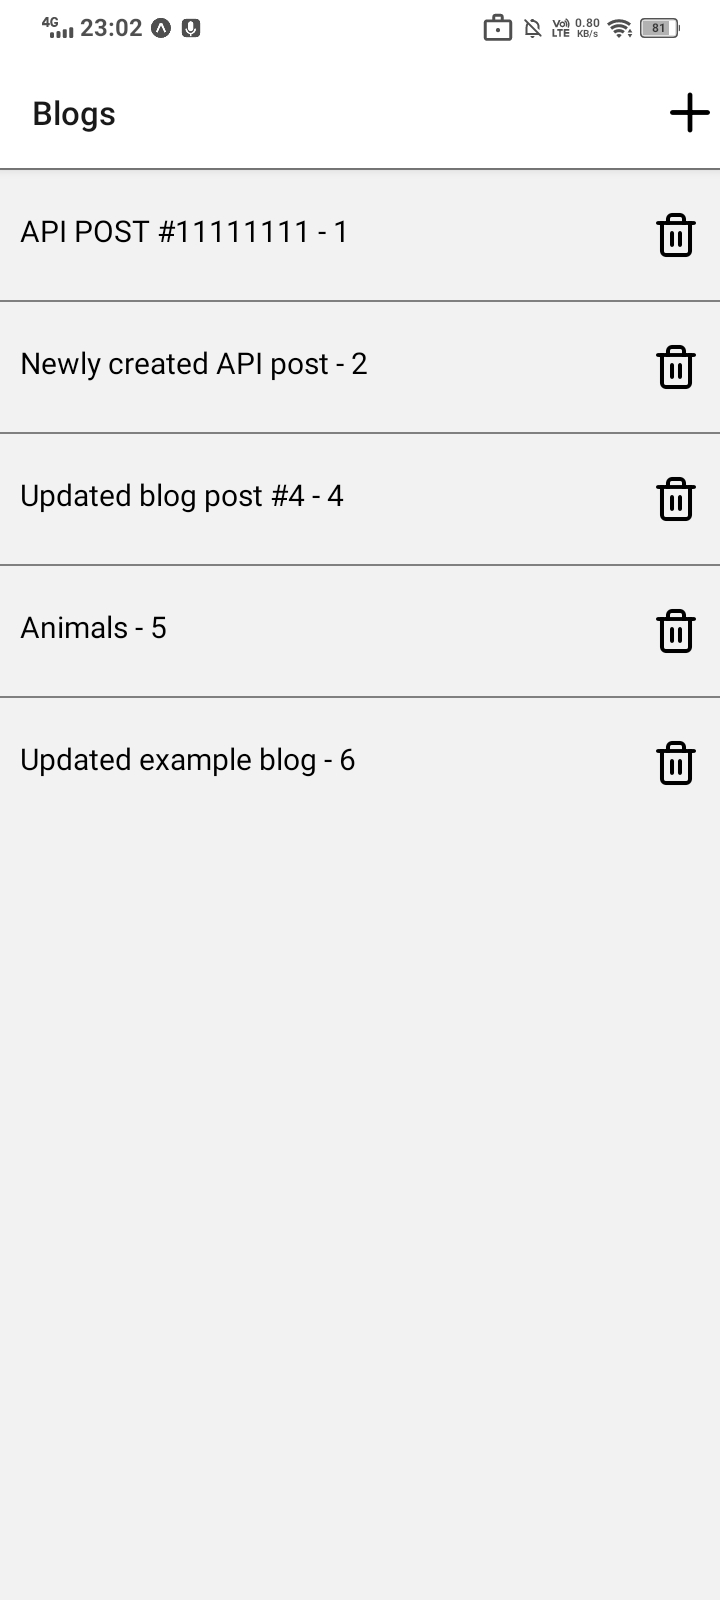 4G 23:02 Vo) LTE 0.80 KB/s 81
Blogs
API POST #11111111 - 1
Newly created API post - 2
Updated blog post #4 - 4
Animals - 5
Updated example blog - 6